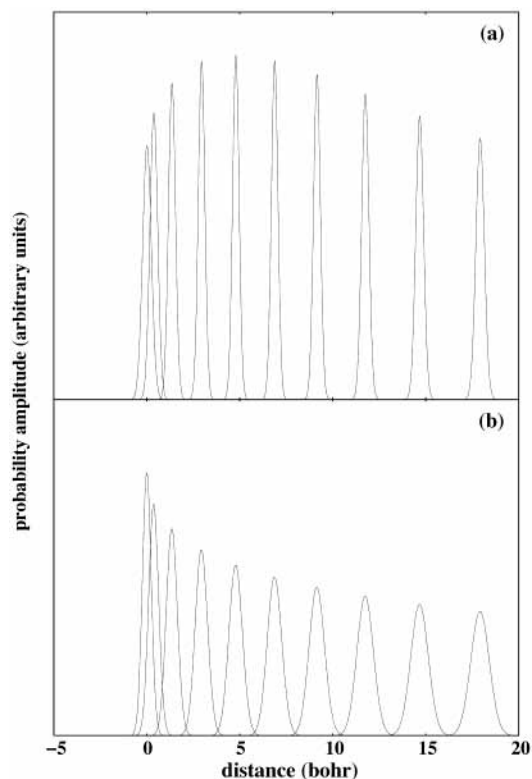 (a)
probability amplitude (arbitrary units)
(b)
−5 0 5 10 15 20
distance (bohr)